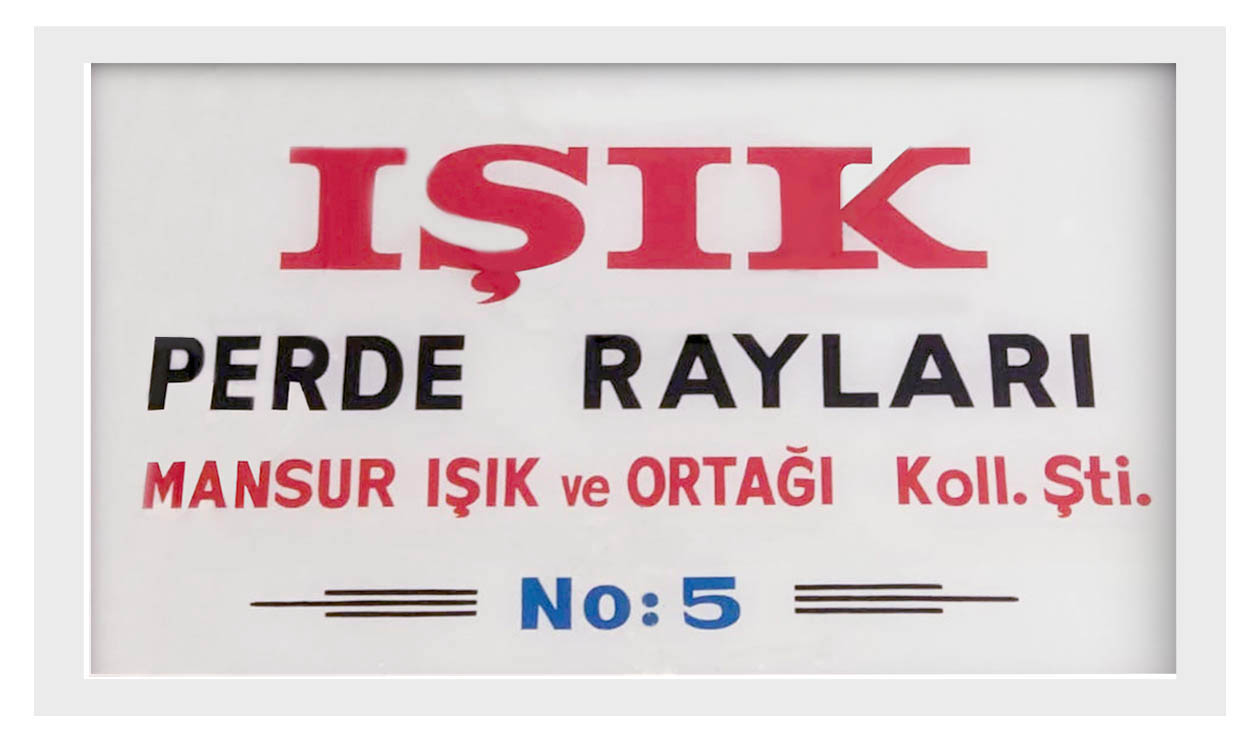 IŞIK
PERDE RAYLARI
MANSUR IŞIK ve ORTAĞI Koll. Şti.
No: 5